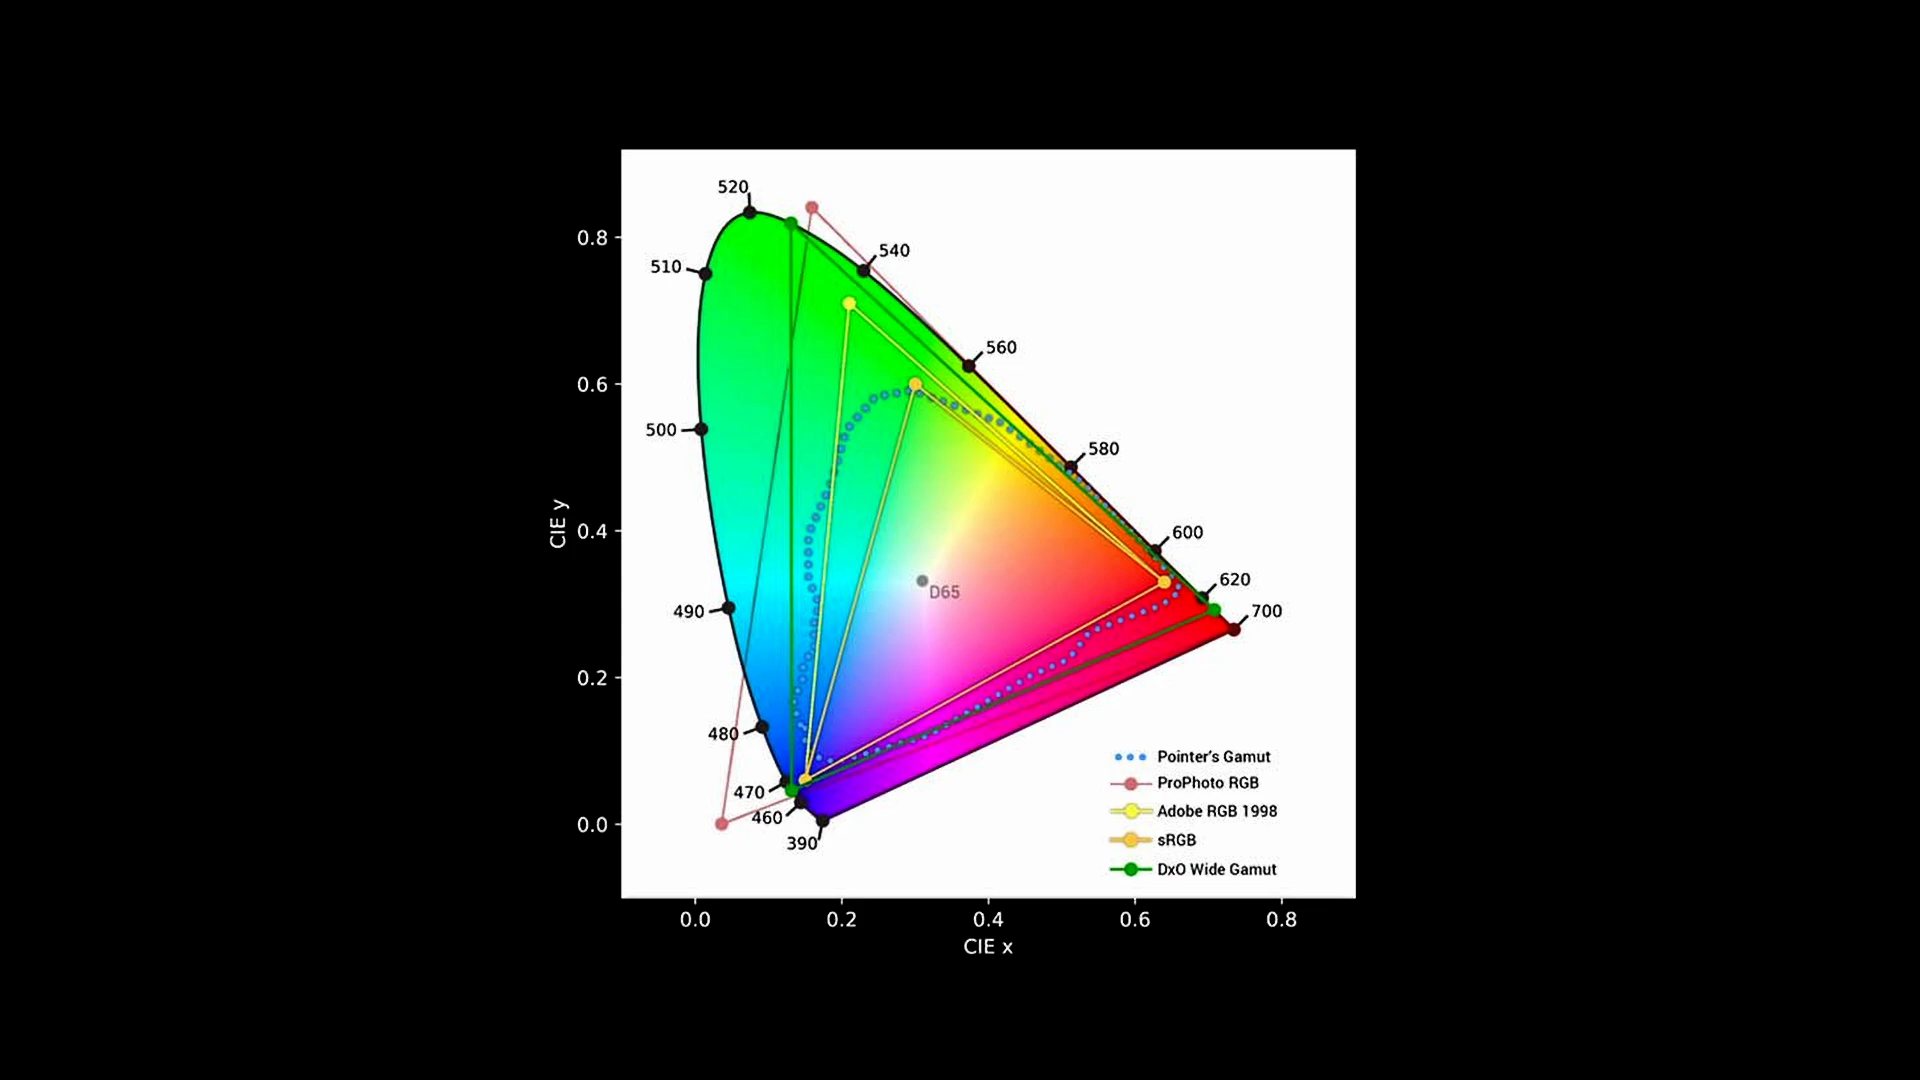 520
0.8
540
510
560
0.6
500
580
CIE y
0.4
600
D65
620
490
700
0.2
480
470
460
0.0
390
Pointer's Gamut
ProPhoto RGB
Adobe RGB 1998
sRGB
DxO Wide Gamut
0.0 0.2 0.4 0.6 0.8
CIE x